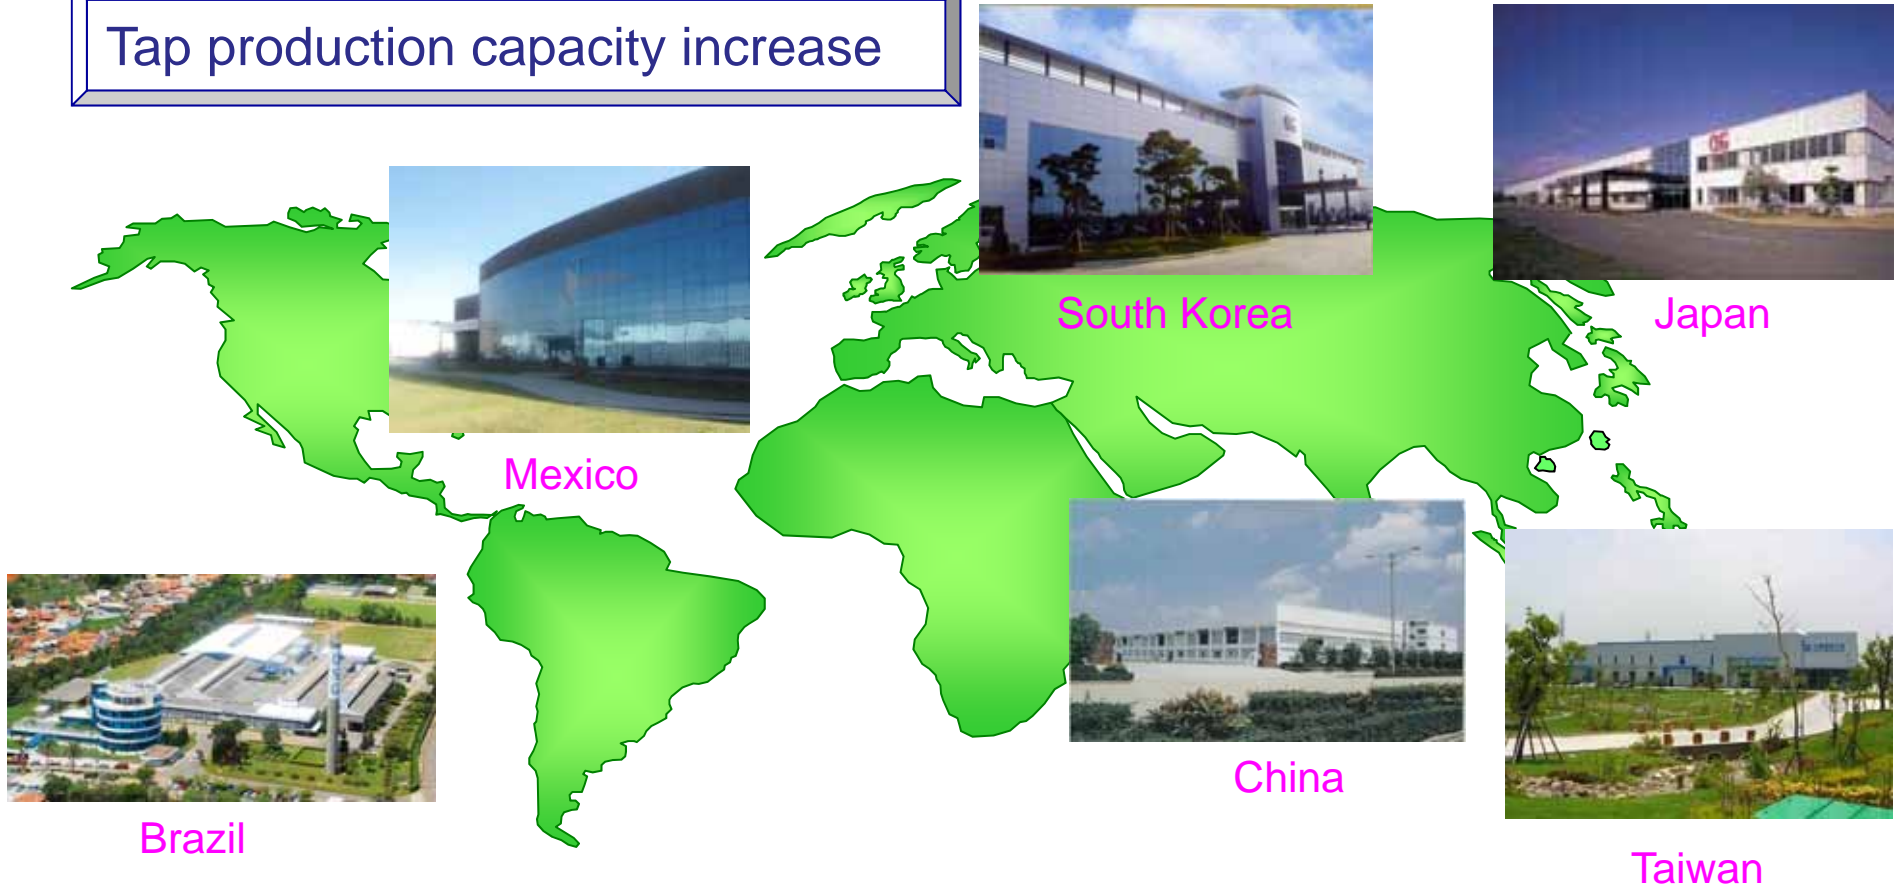 Tap production capacity increase
South Korea
Japan
Mexico
China
Brazil
Taiwan